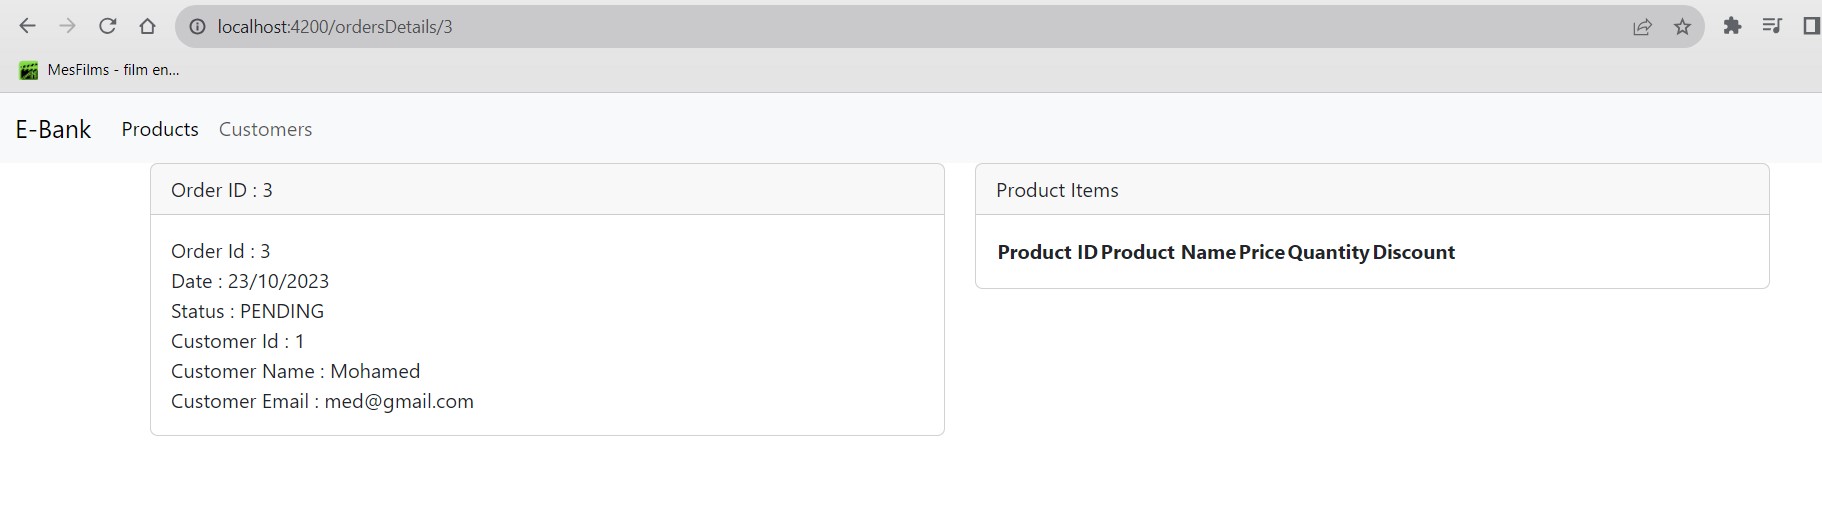 localhost:4200/ordersDetails/3
MesFilms - film en...
E-Bank Products Customers
Order ID : 3
Order Id : 3
Date : 23/10/2023
Status : PENDING
Customer Id : 1
Customer Name : Mohamed
Customer Email : med@gmail.com
Product Items
Product ID Product Name Price Quantity Discount